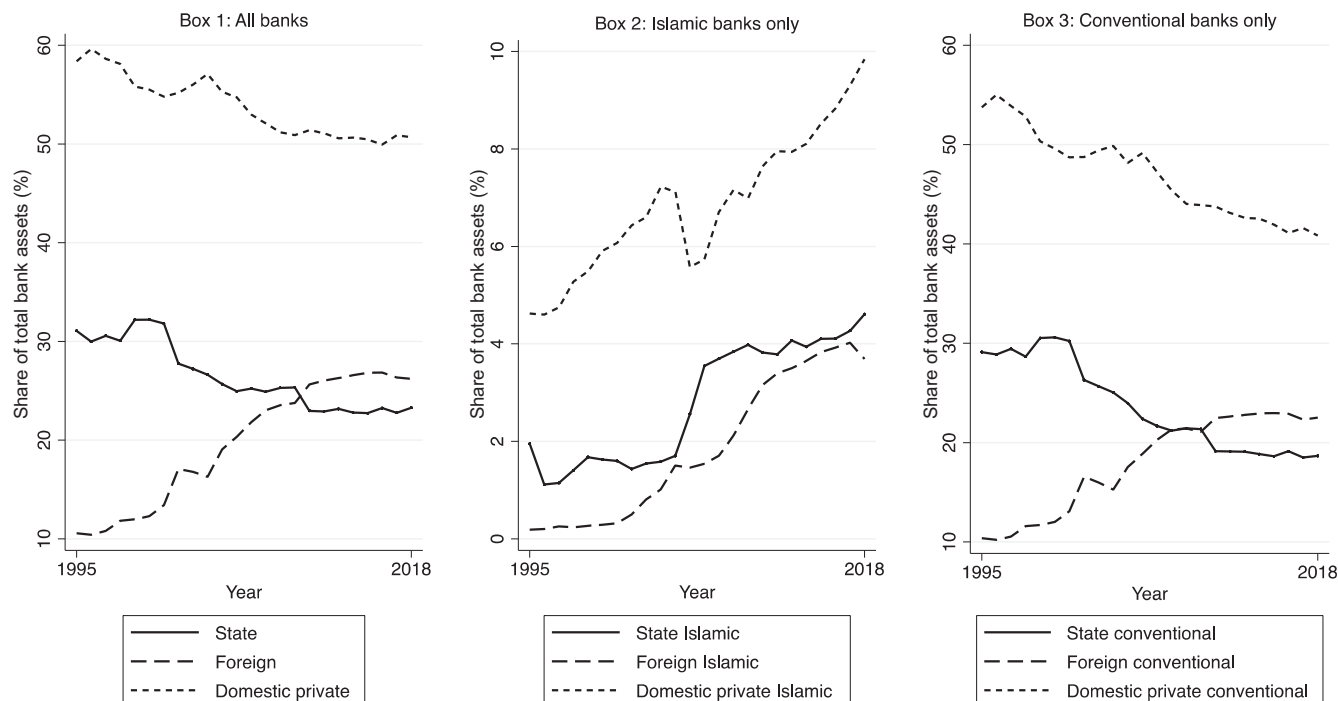 Box 1: All banks
Share of total bank assets (%)
60
50
40
30
20
10
1995
2018
Year
State
Foreign
Domestic private
Box 2: Islamic banks only
Share of total bank assets (%)
10
8
6
4
2
0
1995
2018
Year
State Islamic
Foreign Islamic
Domestic private Islamic
Box 3: Conventional banks only
Share of total bank assets (%)
60
50
40
30
20
10
1995
2018
Year
State conventional
Foreign conventional
Domestic private conventional